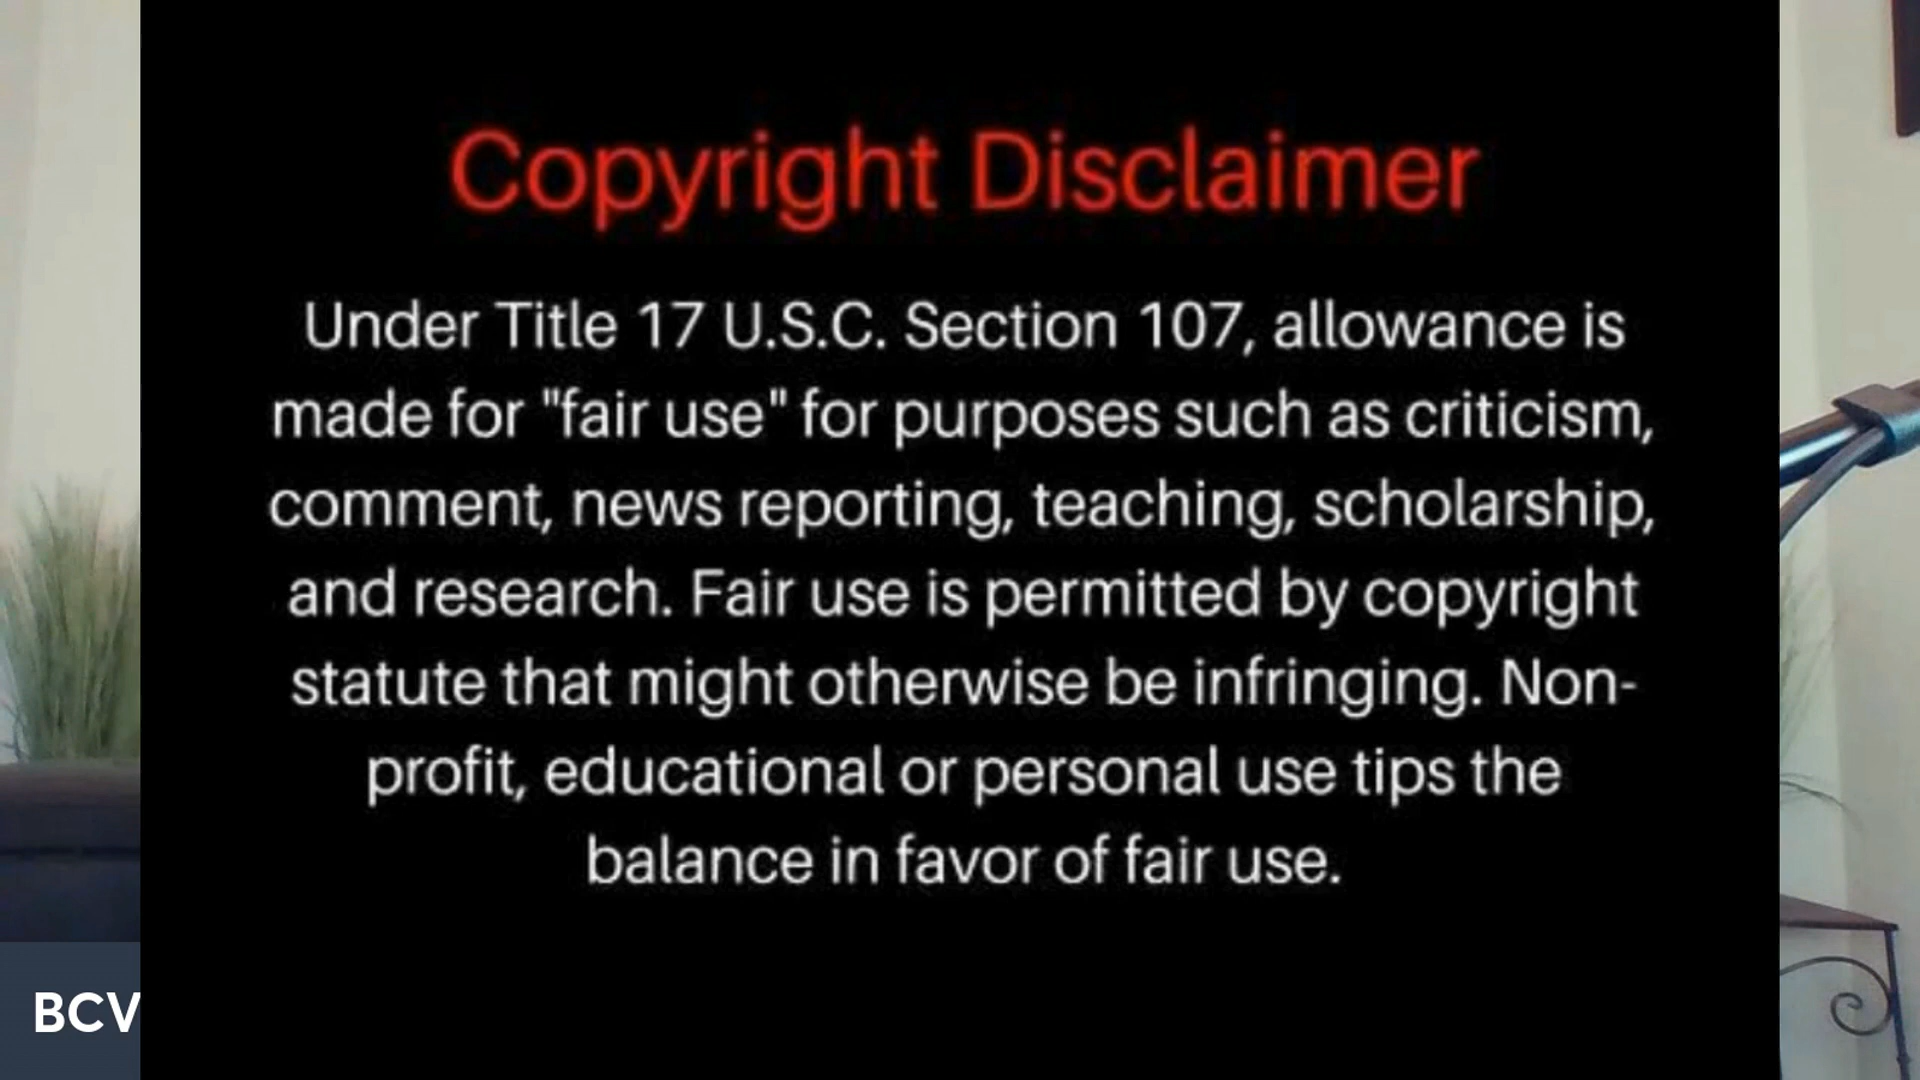 Copyright Disclaimer
Under Title 17 U.S.C. Section 107, allowance is
made for "fair use" for purposes such as criticism,
comment, news reporting, teaching, scholarship,
and research. Fair use is permitted by copyright
statute that might otherwise be infringing. Non-
profit, educational or personal use tips the
balance in favor of fair use.
BCV